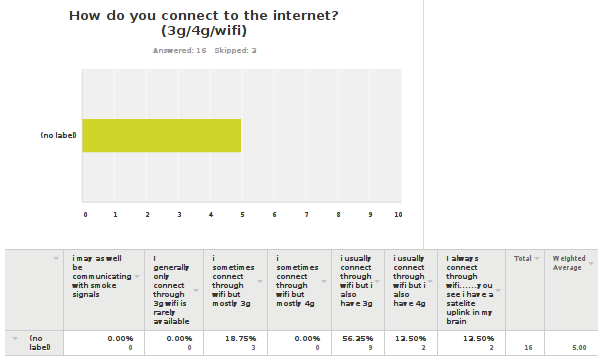 How do you connect to the internet?
(3g/4g/wifi)
Answered: 16 Skipped: 3
(no label)
0 1 2 3 4 5 6 7 8 9 10
i may as well be communicating with smoke signals
I generally only connect through 3g wifi is rarely available
i sometimes connect through wifi but mostly 3g
i sometimes connect through wifi but mostly 4g
i usually connect through wifi but i also have 3g
i usually connect through wifi but i also have 4g
I always connect through wifi......you see i have a satelite uplink in my brain
Total
Weighted Average
(no label)
0.00% 0.00% 18.75% 0.00% 56.25% 12.50% 12.50%
0 0 3 0 9 2 2 16 5.00